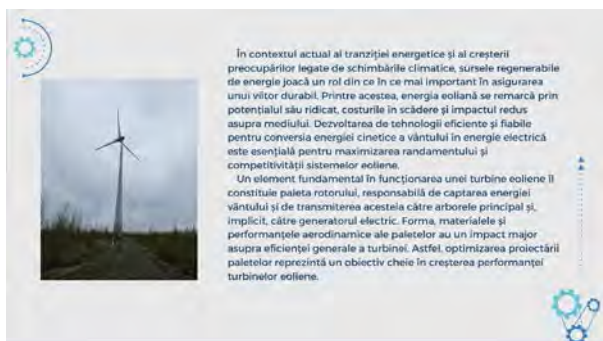 În contextul actual al tranziției energetice și al creșterii
preocupărilor legate de schimbările climatice, sursele regenerabile
de energie joacă un rol din ce în ce mai important în asigurarea
unui viitor durabil. Printre acestea, energia eoliană se remarcă prin
potențialul său ridicat, costurile în scădere și impactul redus
asupra mediului. Dezvoltarea de tehnologii eficiente și fiabile
pentru conversia energiei cinetice a vântului în energie electrică
este esențială pentru maximizarea randamentului și
competitivității sistemelor eoliene.
Un element fundamental în funcționarea unei turbine eoliene îl
constituie paleta rotorului, responsabilă de captarea energiei
vântului și de transmiterea acesteia către arborele principal și,
implicit, către generatorul electric. Forma, materialele și
performanțele aerodinamice ale paletelor au un impact major
asupra eficienței generale a turbinei. Astfel, optimizarea proiectării
paletelor reprezintă un obiectiv cheie în creșterea performanței
turbinelor eoliene.